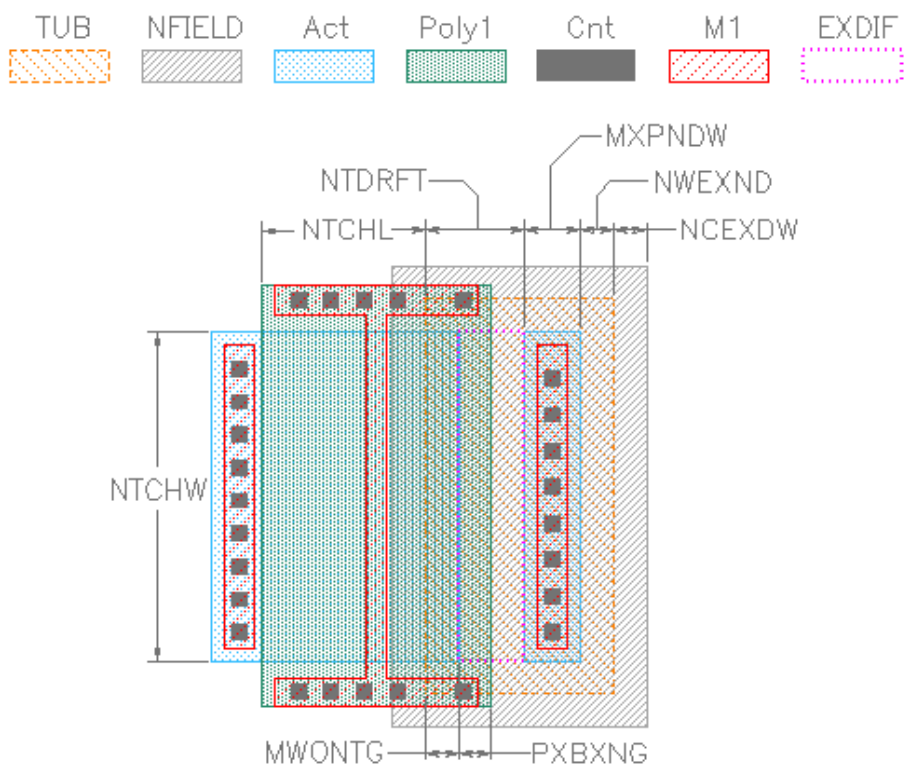 TUB NFIELD Act Poly1 Cnt M1 EXDIF
MXPNDW
NTDRFT NWEXND
NTCHL NCEXDW
NTCHW
MWONTG PXBXNG